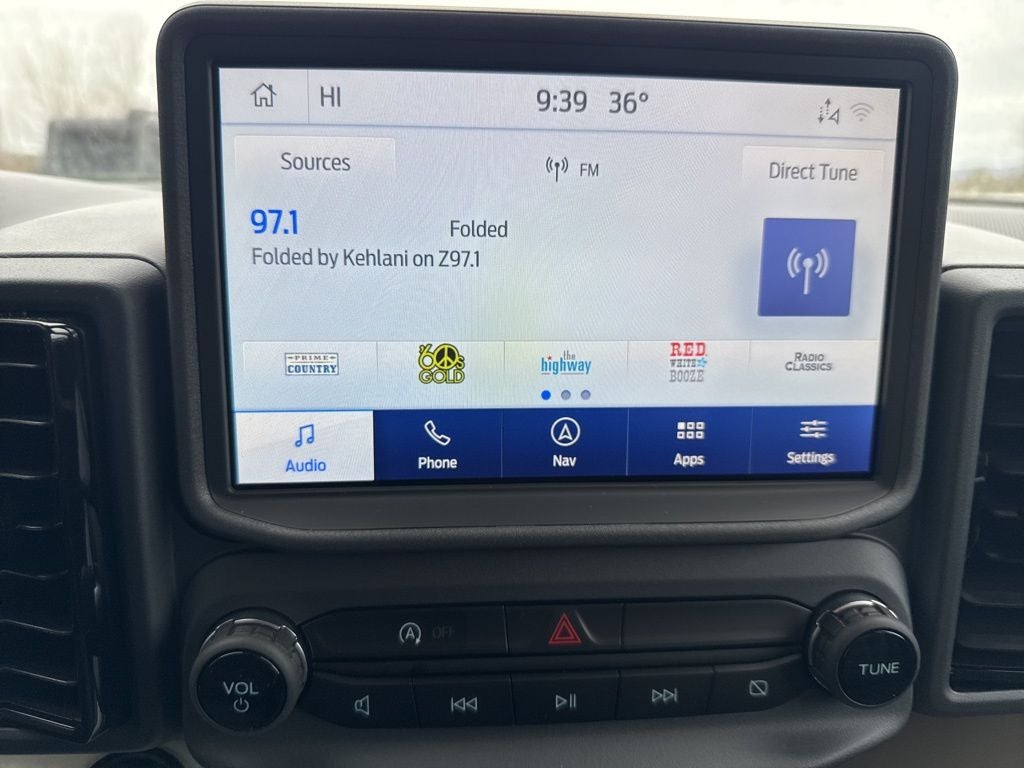 HI
9:39 36°
Sources
FM
Direct Tune
97.1
Folded
Folded by Kehlani on Z97.1
PRIME COUNTRY
'60s GOLD
the highway
RED WHITE BOOZE
RADIO CLASSICS
Audio
Phone
Nav
Apps
Settings
A OFF
VOL
TUNE